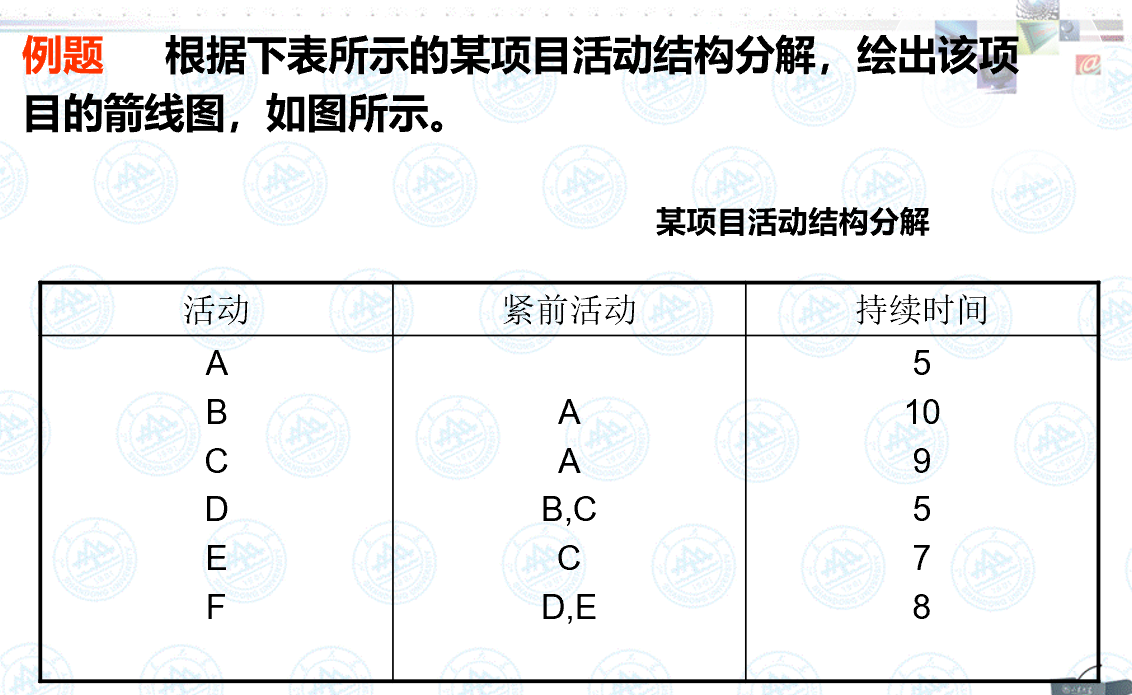 例题 根据下表所示的某项目活动结构分解，绘出该项
目的箭线图，如图所示。
某项目活动结构分解
活动 紧前活动 持续时间
A 5
B A 10
C A 9
D B,C 5
E C 7
F D,E 8